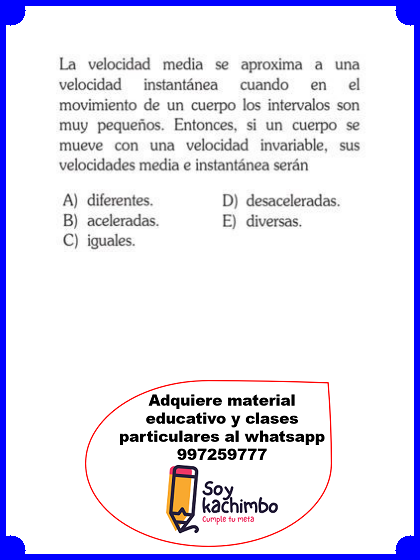 La velocidad media se aproxima a una
velocidad instantánea cuando en el
movimiento de un cuerpo los intervalos son
muy pequeños. Entonces, si un cuerpo se
mueve con una velocidad invariable, sus
velocidades media e instantánea serán
A) diferentes.
B) aceleradas.
C) iguales.
D) desaceleradas.
E) diversas.
Adquiere material
educativo y clases
particulares al whatsapp
997259777
Soy
kachimbo
Cumple tu meta